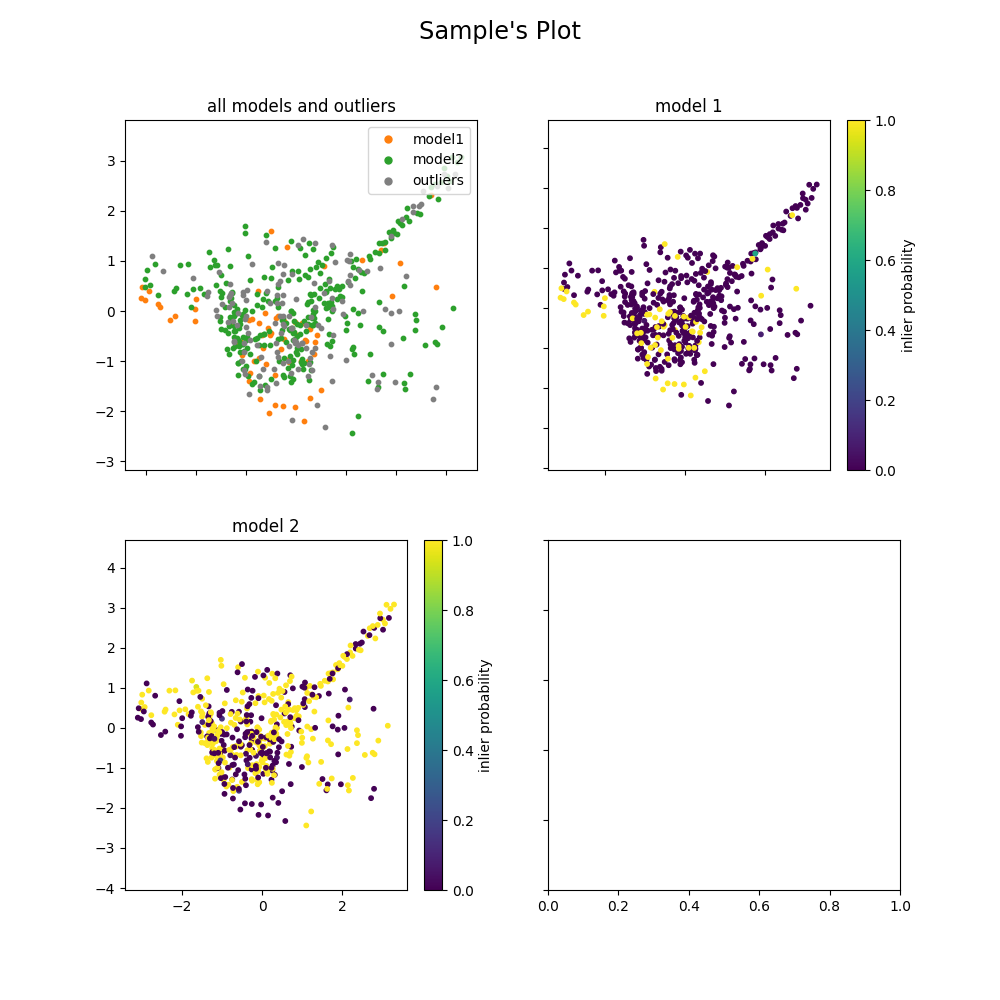 Sample's Plot
all models and outliers
model1
model2
outliers
3
2
1
0
−1
−2
−3
model 1
1.0
0.8
0.6
0.4
0.2
0.0
inlier probability
model 2
4
3
2
1
0
−1
−2
−3
−4
−2 0 2
1.0
0.8
0.6
0.4
0.2
0.0
inlier probability
0.0 0.2 0.4 0.6 0.8 1.0